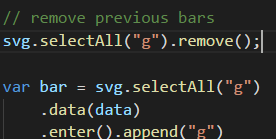 // remove previous bars
svg.selectAll("g").remove();
var bar = svg.selectAll("g")
.data(data)
.enter().append("g")